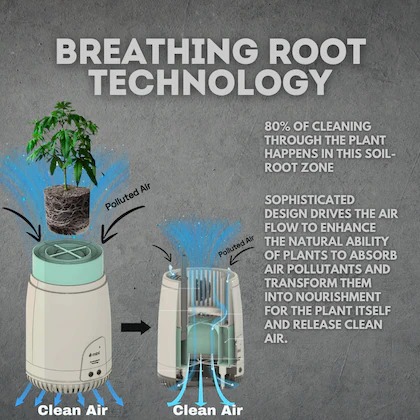 BREATHING ROOT
TECHNOLOGY
80% OF CLEANING
THROUGH THE PLANT
HAPPENS IN THIS SOIL-
ROOT ZONE
Polluted Air
SOPHISTICATED
DESIGN DRIVES THE AIR
FLOW TO ENHANCE
THE NATURAL ABILITY
OF PLANTS TO ABSORB
AIR POLLUTANTS AND
TRANSFORM THEM
INTO NOURISHMENT
FOR THE PLANT ITSELF
AND RELEASE CLEAN
AIR.
Polluted Air
Clean Air
Clean Air